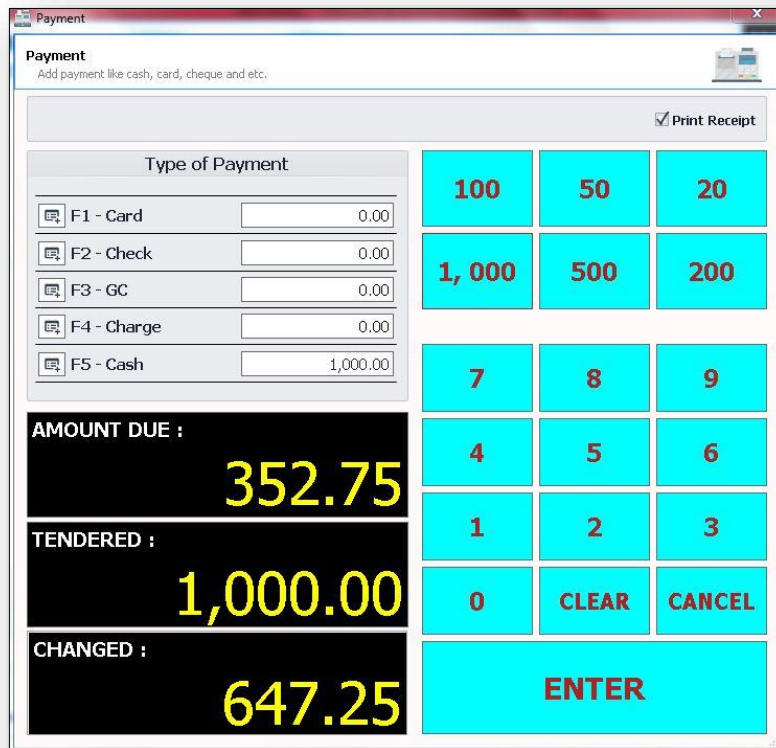 Payment
X
Payment
Add payment like cash, card, cheque and etc.
Print Receipt
Type of Payment
F1 - Card 0.00
F2 - Check 0.00
F3 - GC 0.00
F4 - Charge 0.00
F5 - Cash 1,000.00
AMOUNT DUE :
352.75
TENDERED :
1,000.00
CHANGED :
647.25
100 50 20
1, 000 500 200
7 8 9
4 5 6
1 2 3
0 CLEAR CANCEL
ENTER